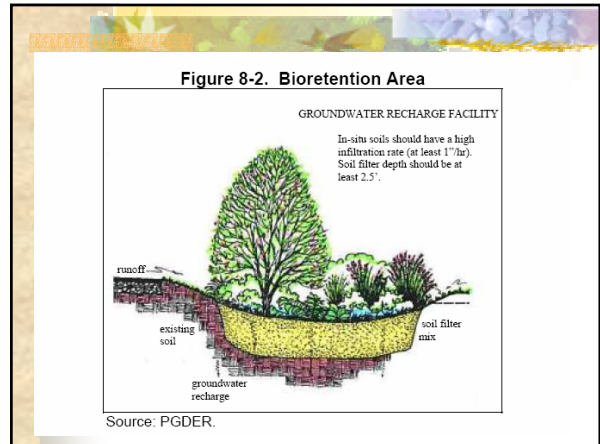 Figure 8-2. Bioretention Area
GROUNDWATER RECHARGE FACILITY
In-situ soils should have a high
infiltration rate (at least 1"/hr).
Soil filter depth should be at
least 2.5'.
runoff
existing
soil
soil filter
mix
groundwater
recharge
Source: PGDER.